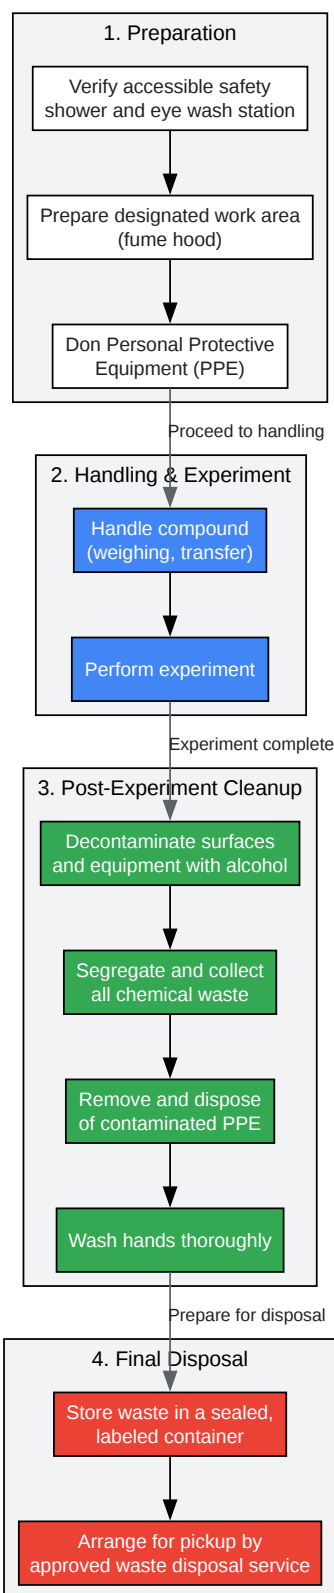 1. Preparation
Verify accessible safety
shower and eye wash station
Prepare designated work area
(fume hood)
Don Personal Protective
Equipment (PPE)
Proceed to handling
2. Handling & Experiment
Handle compound
(weighing, transfer)
Perform experiment
Experiment complete
3. Post-Experiment Cleanup
Decontaminate surfaces
and equipment with alcohol
Segregate and collect
all chemical waste
Remove and dispose
of contaminated PPE
Wash hands thoroughly
Prepare for disposal
4. Final Disposal
Store waste in a sealed,
labeled container
Arrange for pickup by
approved waste disposal service